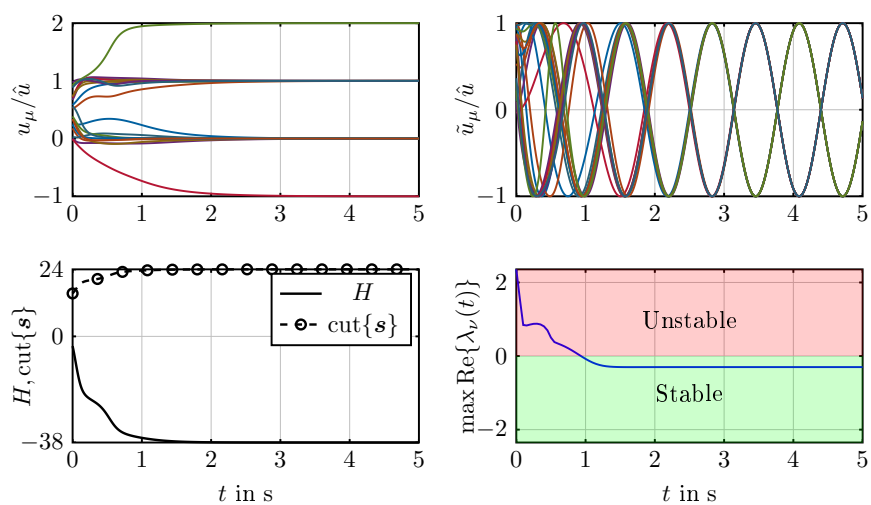 2
1
0
−1
u_μ/û
0 1 2 3 4 5
1
0
−1
ũ_μ/û
0 1 2 3 4 5
24
0
−38
H, cut{s}
H
cut{s}
0 1 2 3 4 5
t in s
2
0
−2
max Re{λ_ν(t)}
Unstable
Stable
0 1 2 3 4 5
t in s